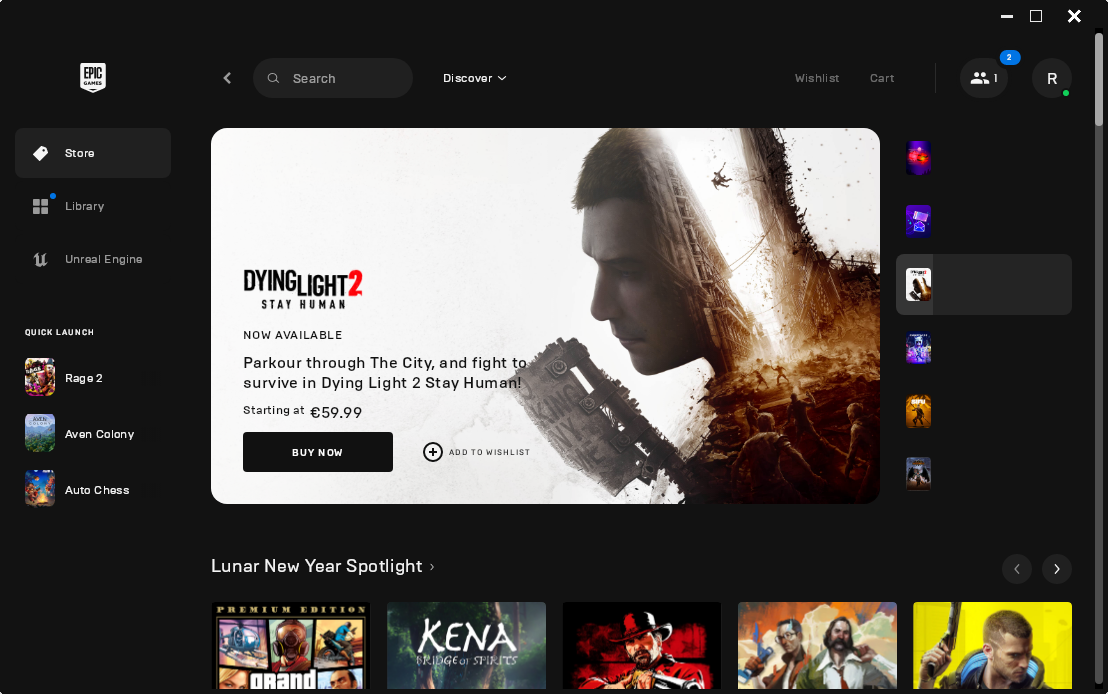 EPIC
GAMES
Search
Discover
Wishlist
Cart
2
1
R
Store
Library
Unreal Engine
QUICK LAUNCH
Rage 2
AVEN
COLONY
Aven Colony
Auto Chess
DYING LIGHT 2
STAY HUMAN
NOW AVAILABLE
Parkour through The City, and fight to
survive in Dying Light 2 Stay Human!
Starting at €59.99
BUY NOW
ADD TO WISHLIST
SIFU
Lunar New Year Spotlight
PREMIUM EDITION
GRAND
KENA
BRIDGE OF SPIRITS